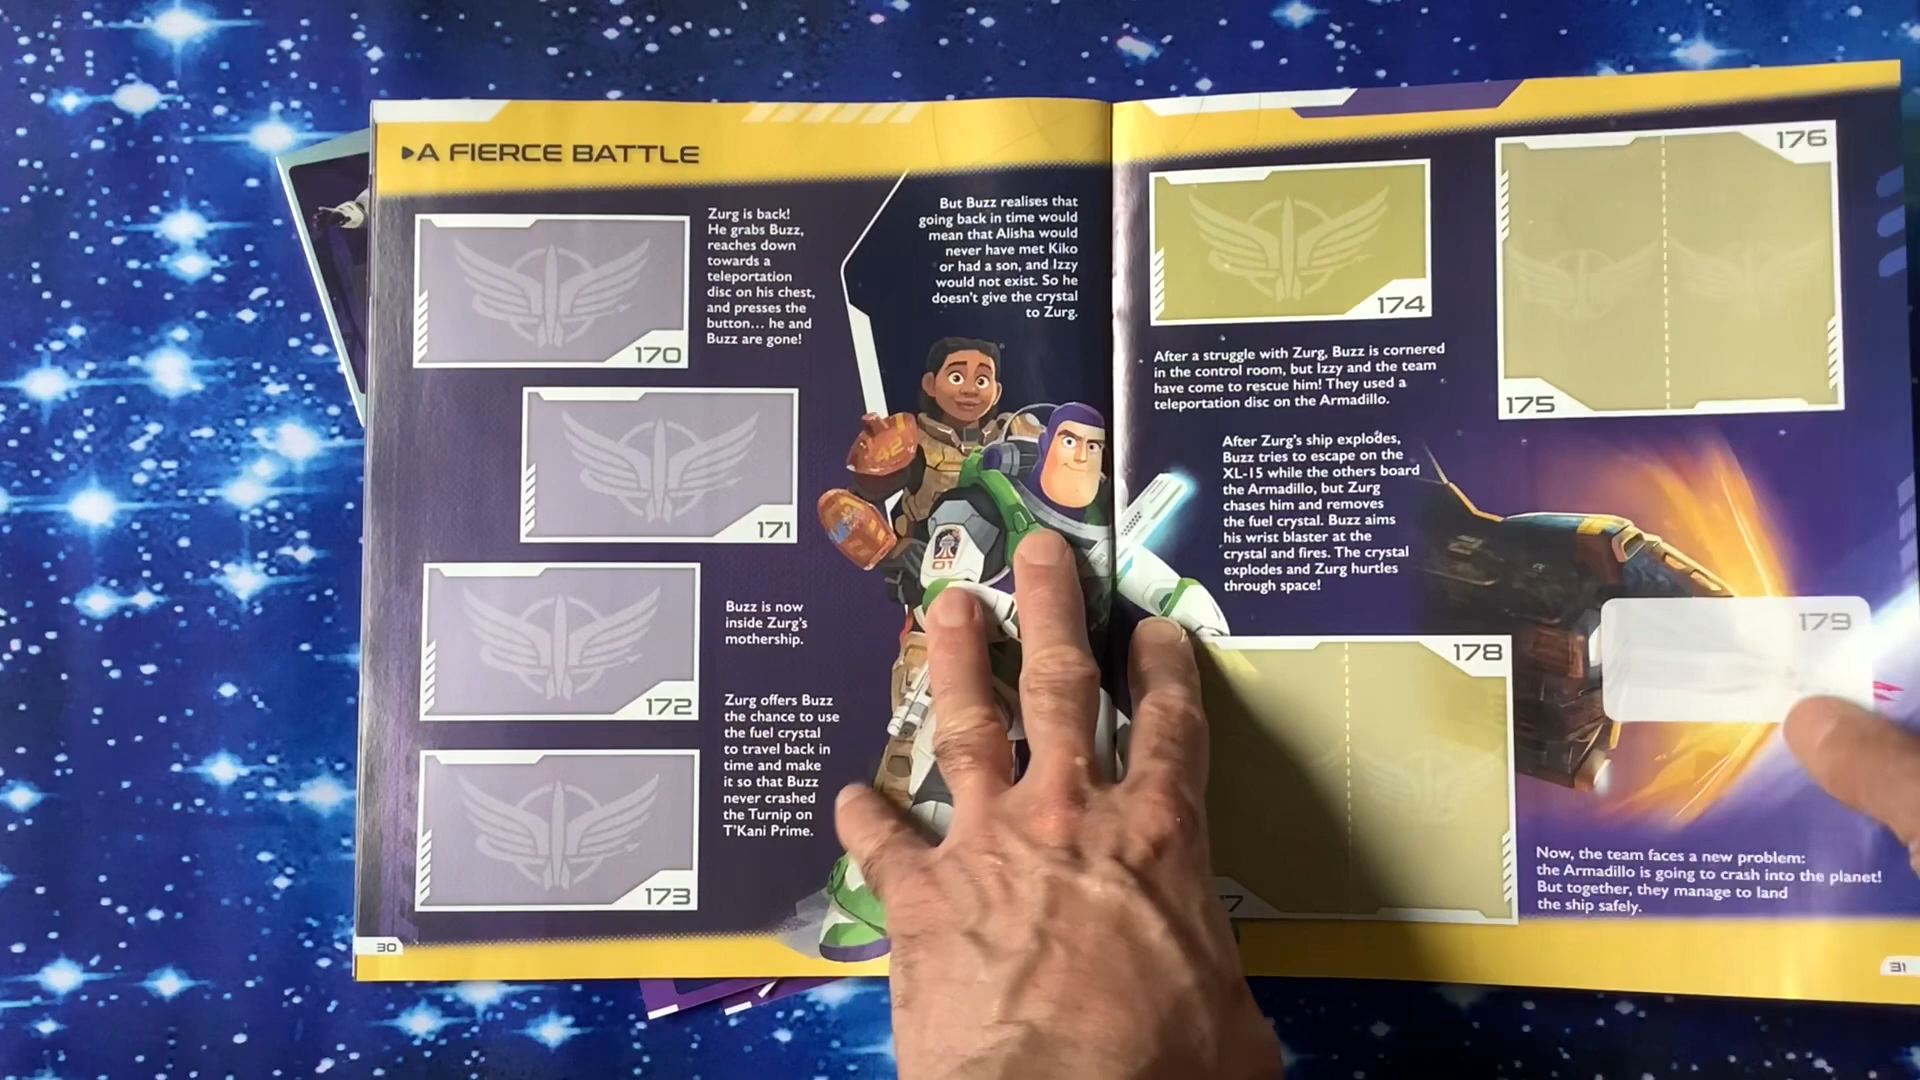 A FIERCE BATTLE
Zurg is back!
He grabs Buzz,
reaches down
towards a
teleportation
disc on his chest,
and presses the
button... he and
Buzz are gone!
170
171
Buzz is now
inside Zurg's
mothership.
172
Zurg offers Buzz
the chance to use
the fuel crystal
to travel back in
time and make
it so that Buzz
never crashed
the Turnip on
T'Kani Prime.
173
30
But Buzz realises that
going back in time would
mean that Alisha would
never have met Kiko
or had a son, and Izzy
would not exist. So he
doesn't give the crystal
to Zurg.
42
01
174
176
175
After a struggle with Zurg, Buzz is cornered
in the control room, but Izzy and the team
have come to rescue him! They used a
teleportation disc on the Armadillo.
After Zurg's ship explodes,
Buzz tries to escape on the
XL-15 while the others board
the Armadillo, but Zurg
chases him and removes
the fuel crystal. Buzz aims
his wrist blaster at the
crystal and fires. The crystal
explodes and Zurg hurtles
through space!
178
179
7
Now, the team faces a new problem:
the Armadillo is going to crash into the planet!
But together, they manage to land
the ship safely.
31